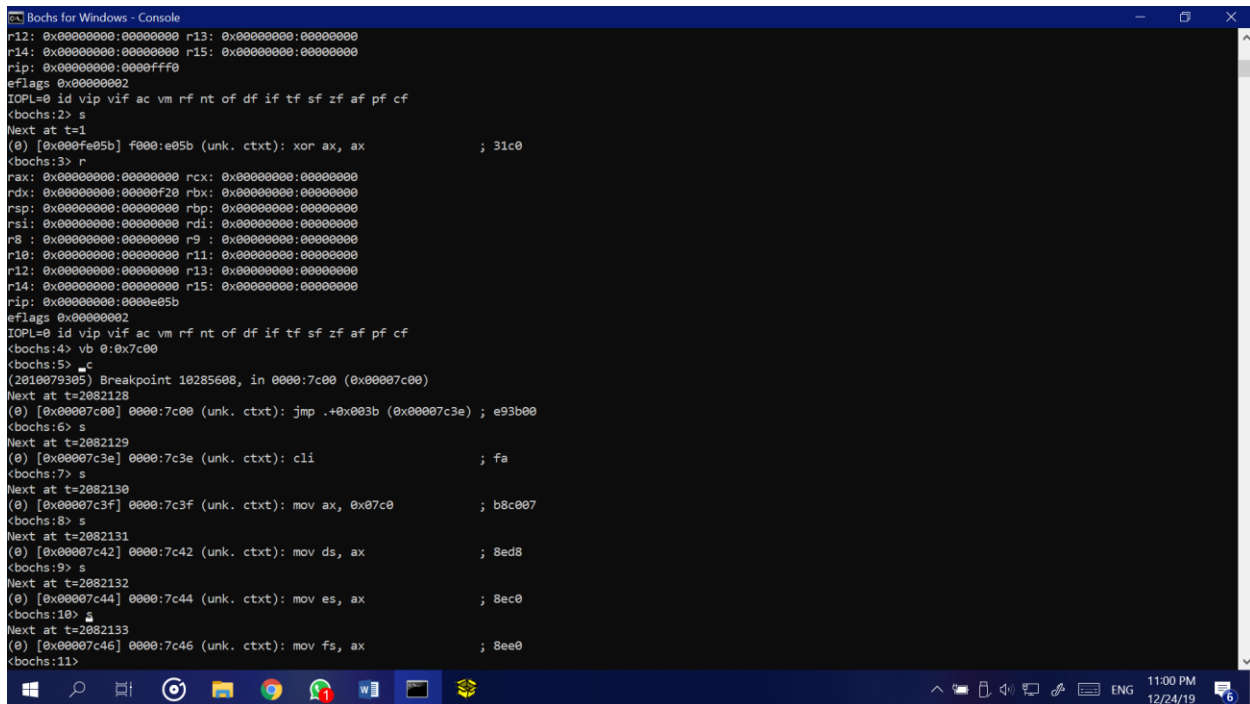 Bochs for Windows - Console
r12: 0x00000000:00000000 r13: 0x00000000:00000000
r14: 0x00000000:00000000 r15: 0x00000000:00000000
rip: 0x00000000:0000fff0
eflags 0x00000002
IOPL=0 id vip vif ac vm rf nt of df if tf sf zf af pf cf
<bochs:2> s
Next at t=1
(0) [0x000fe05b] f000:e05b (unk. ctxt): xor ax, ax ; 31c0
<bochs:3> r
rax: 0x00000000:00000000 rcx: 0x00000000:00000000
rdx: 0x00000000:00000f20 rbx: 0x00000000:00000000
rsp: 0x00000000:00000000 rbp: 0x00000000:00000000
rsi: 0x00000000:00000000 rdi: 0x00000000:00000000
r8 : 0x00000000:00000000 r9 : 0x00000000:00000000
r10: 0x00000000:00000000 r11: 0x00000000:00000000
r12: 0x00000000:00000000 r13: 0x00000000:00000000
r14: 0x00000000:00000000 r15: 0x00000000:00000000
rip: 0x00000000:0000e05b
eflags 0x00000002
IOPL=0 id vip vif ac vm rf nt of df if tf sf zf af pf cf
<bochs:4> vb 0:0x7c00
<bochs:5> c
(2010079305) Breakpoint 10285608, in 0000:7c00 (0x00007c00)
Next at t=2082128
(0) [0x00007c00] 0000:7c00 (unk. ctxt): jmp .+0x003b (0x00007c3e) ; e93b00
<bochs:6> s
Next at t=2082129
(0) [0x00007c3e] 0000:7c3e (unk. ctxt): cli ; fa
<bochs:7> s
Next at t=2082130
(0) [0x00007c3f] 0000:7c3f (unk. ctxt): mov ax, 0x07c0 ; b8c007
<bochs:8> s
Next at t=2082131
(0) [0x00007c42] 0000:7c42 (unk. ctxt): mov ds, ax ; 8ed8
<bochs:9> s
Next at t=2082132
(0) [0x00007c44] 0000:7c44 (unk. ctxt): mov es, ax ; 8ec0
<bochs:10> s
Next at t=2082133
(0) [0x00007c46] 0000:7c46 (unk. ctxt): mov fs, ax ; 8ee0
<bochs:11>
1
ENG
11:00 PM
12/24/19
6